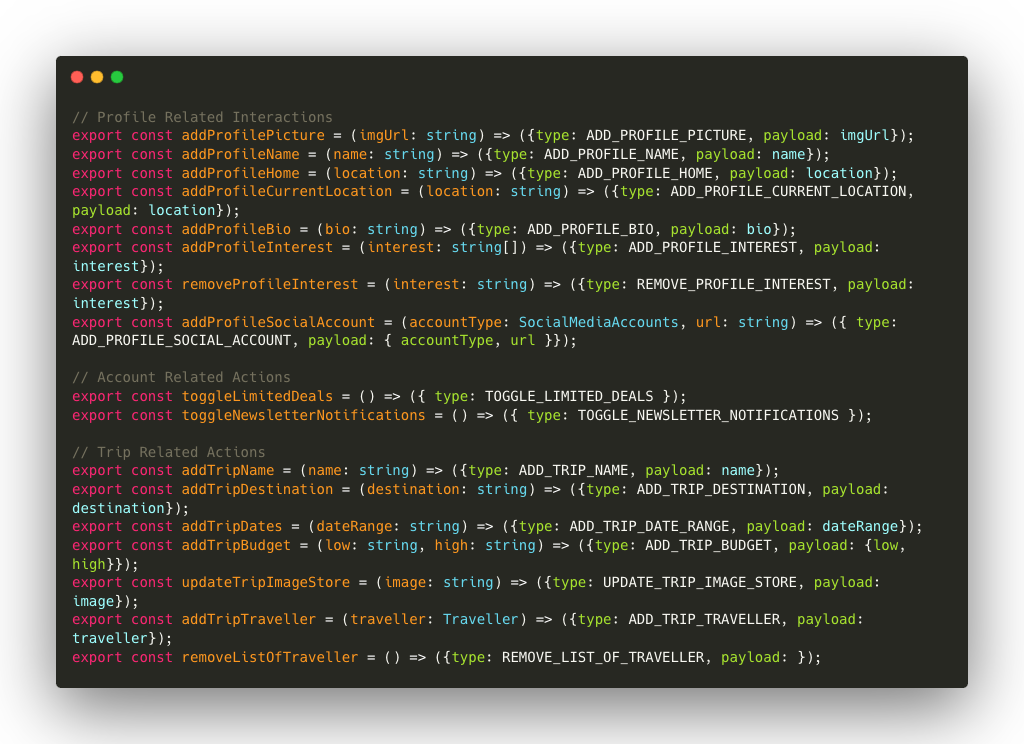 // Profile Related Interactions
export const addProfilePicture = (imgUrl: string) => ({type: ADD_PROFILE_PICTURE, payload: imgUrl});
export const addProfileName = (name: string) => ({type: ADD_PROFILE_NAME, payload: name});
export const addProfileHome = (location: string) => ({type: ADD_PROFILE_HOME, payload: location});
export const addProfileCurrentLocation = (location: string) => ({type: ADD_PROFILE_CURRENT_LOCATION,
payload: location});
export const addProfileBio = (bio: string) => ({type: ADD_PROFILE_BIO, payload: bio});
export const addProfileInterest = (interest: string[]) => ({type: ADD_PROFILE_INTEREST, payload:
interest});
export const removeProfileInterest = (interest: string) => ({type: REMOVE_PROFILE_INTEREST, payload:
interest});
export const addProfileSocialAccount = (accountType: SocialMediaAccounts, url: string) => ({ type:
ADD_PROFILE_SOCIAL_ACCOUNT, payload: { accountType, url }});

// Account Related Actions
export const toggleLimitedDeals = () => ({ type: TOGGLE_LIMITED_DEALS });
export const toggleNewsletterNotifications = () => ({ type: TOGGLE_NEWSLETTER_NOTIFICATIONS });

// Trip Related Actions
export const addTripName = (name: string) => ({type: ADD_TRIP_NAME, payload: name});
export const addTripDestination = (destination: string) => ({type: ADD_TRIP_DESTINATION, payload:
destination});
export const addTripDates = (dateRange: string) => ({type: ADD_TRIP_DATE_RANGE, payload: dateRange});
export const addTripBudget = (low: string, high: string) => ({type: ADD_TRIP_BUDGET, payload: {low,
high}});
export const updateTripImageStore = (image: string) => ({type: UPDATE_TRIP_IMAGE_STORE, payload:
image});
export const addTripTraveller = (traveller: Traveller) => ({type: ADD_TRIP_TRAVELLER, payload:
traveller});
export const removeListOfTraveller = () => ({type: REMOVE_LIST_OF_TRAVELLER, payload: });